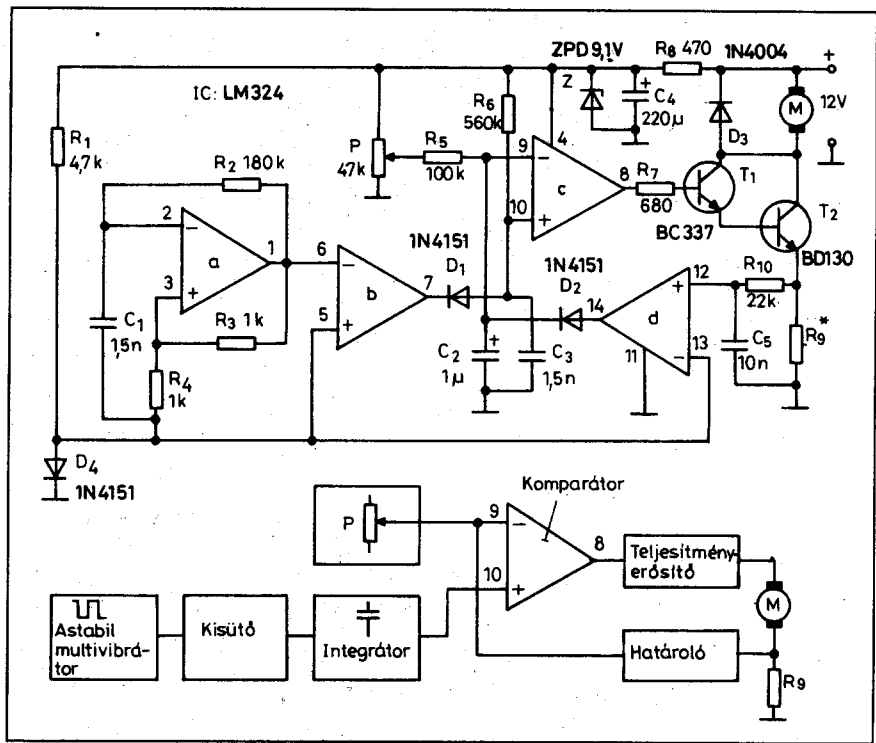 ZPD 9,1V
R8 470
1N4004
+
IC: LM324
R6
560k
Z
+
C4
220µ
M
12V
D3
R1
4,7k
P
47k
R5
100k
4
9
−
c
8
R7
680
T1
10
+
BC337
T2
BD130
R2 180k
2
−
a
1
3
+
6
−
b
7
5
+
1N4151
D1
1N4151
D2
14
12
+
d
R10
22k
13
−
11
C5
10n
R9*
C1
1,5n
R3 1k
R4
1k
+
C2
1µ
C3
1,5n
D4
1N4151
Komparátor
P
9
−
8
10
+
Teljesítmény-
erősítő
M
Astabil
multivibrá-
tor
Kisütő
Integrátor
Határoló
R9